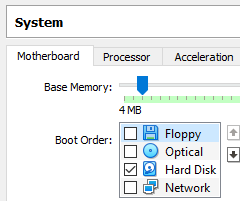 System
Motherboard Processor Acceleration
Base Memory:
4 MB
Boot Order:
Floppy
Optical
Hard Disk
Network